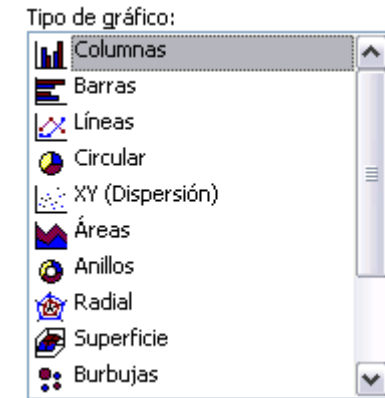 Tipo de gráfico:
Columnas
Barras
Líneas
Circular
XY (Dispersión)
Áreas
Anillos
Radial
Superficie
Burbujas